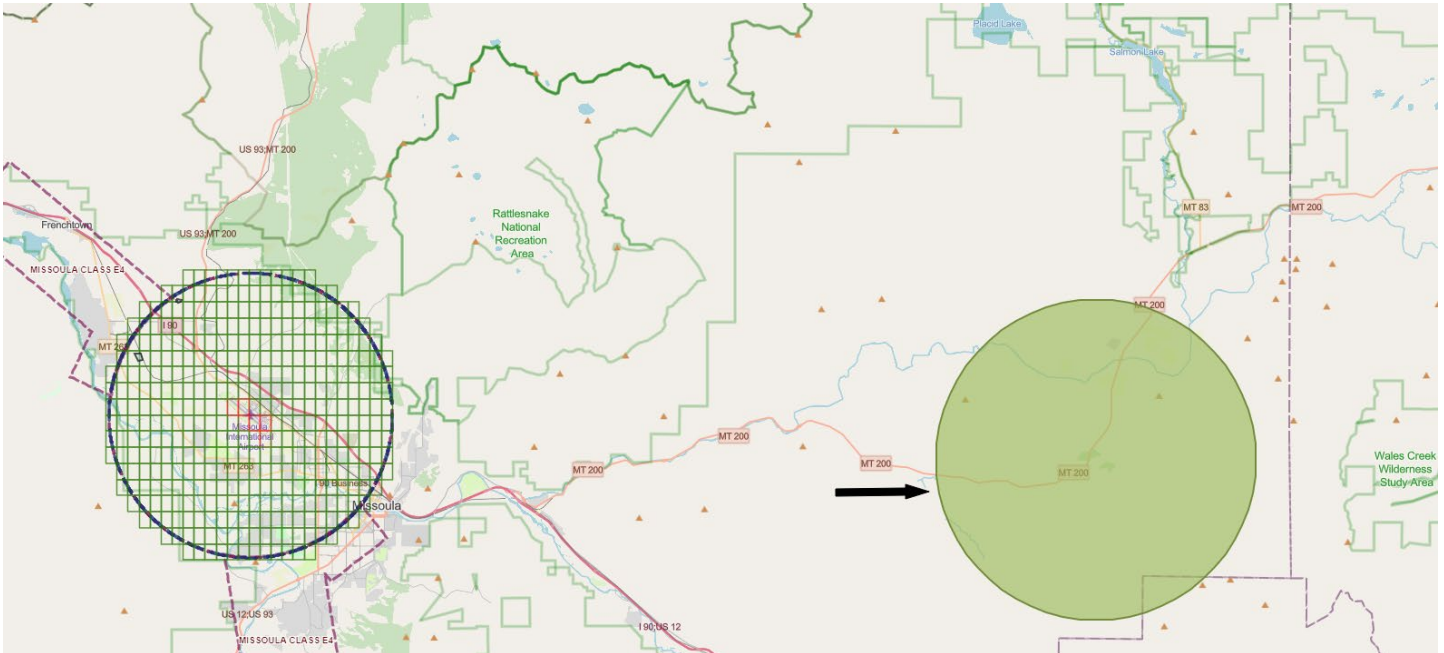 Placid Lake
Salmon Lake
US 93;MT 200
MT 83
MT 200
Frenchtown
Rattlesnake
National
Recreation
Area
US 93;MT 200
MISSOULA CLASS E4
MT 200
I 90
MT 263
Missoula
International
Airport
MT 200
Wales Creek
Wilderness
Study Area
MT 263
MT 200
MT 200
MT 200
I 90 Business
Missoula
US 12;US 93
I 90;US 12
MISSOULA CLASS E4